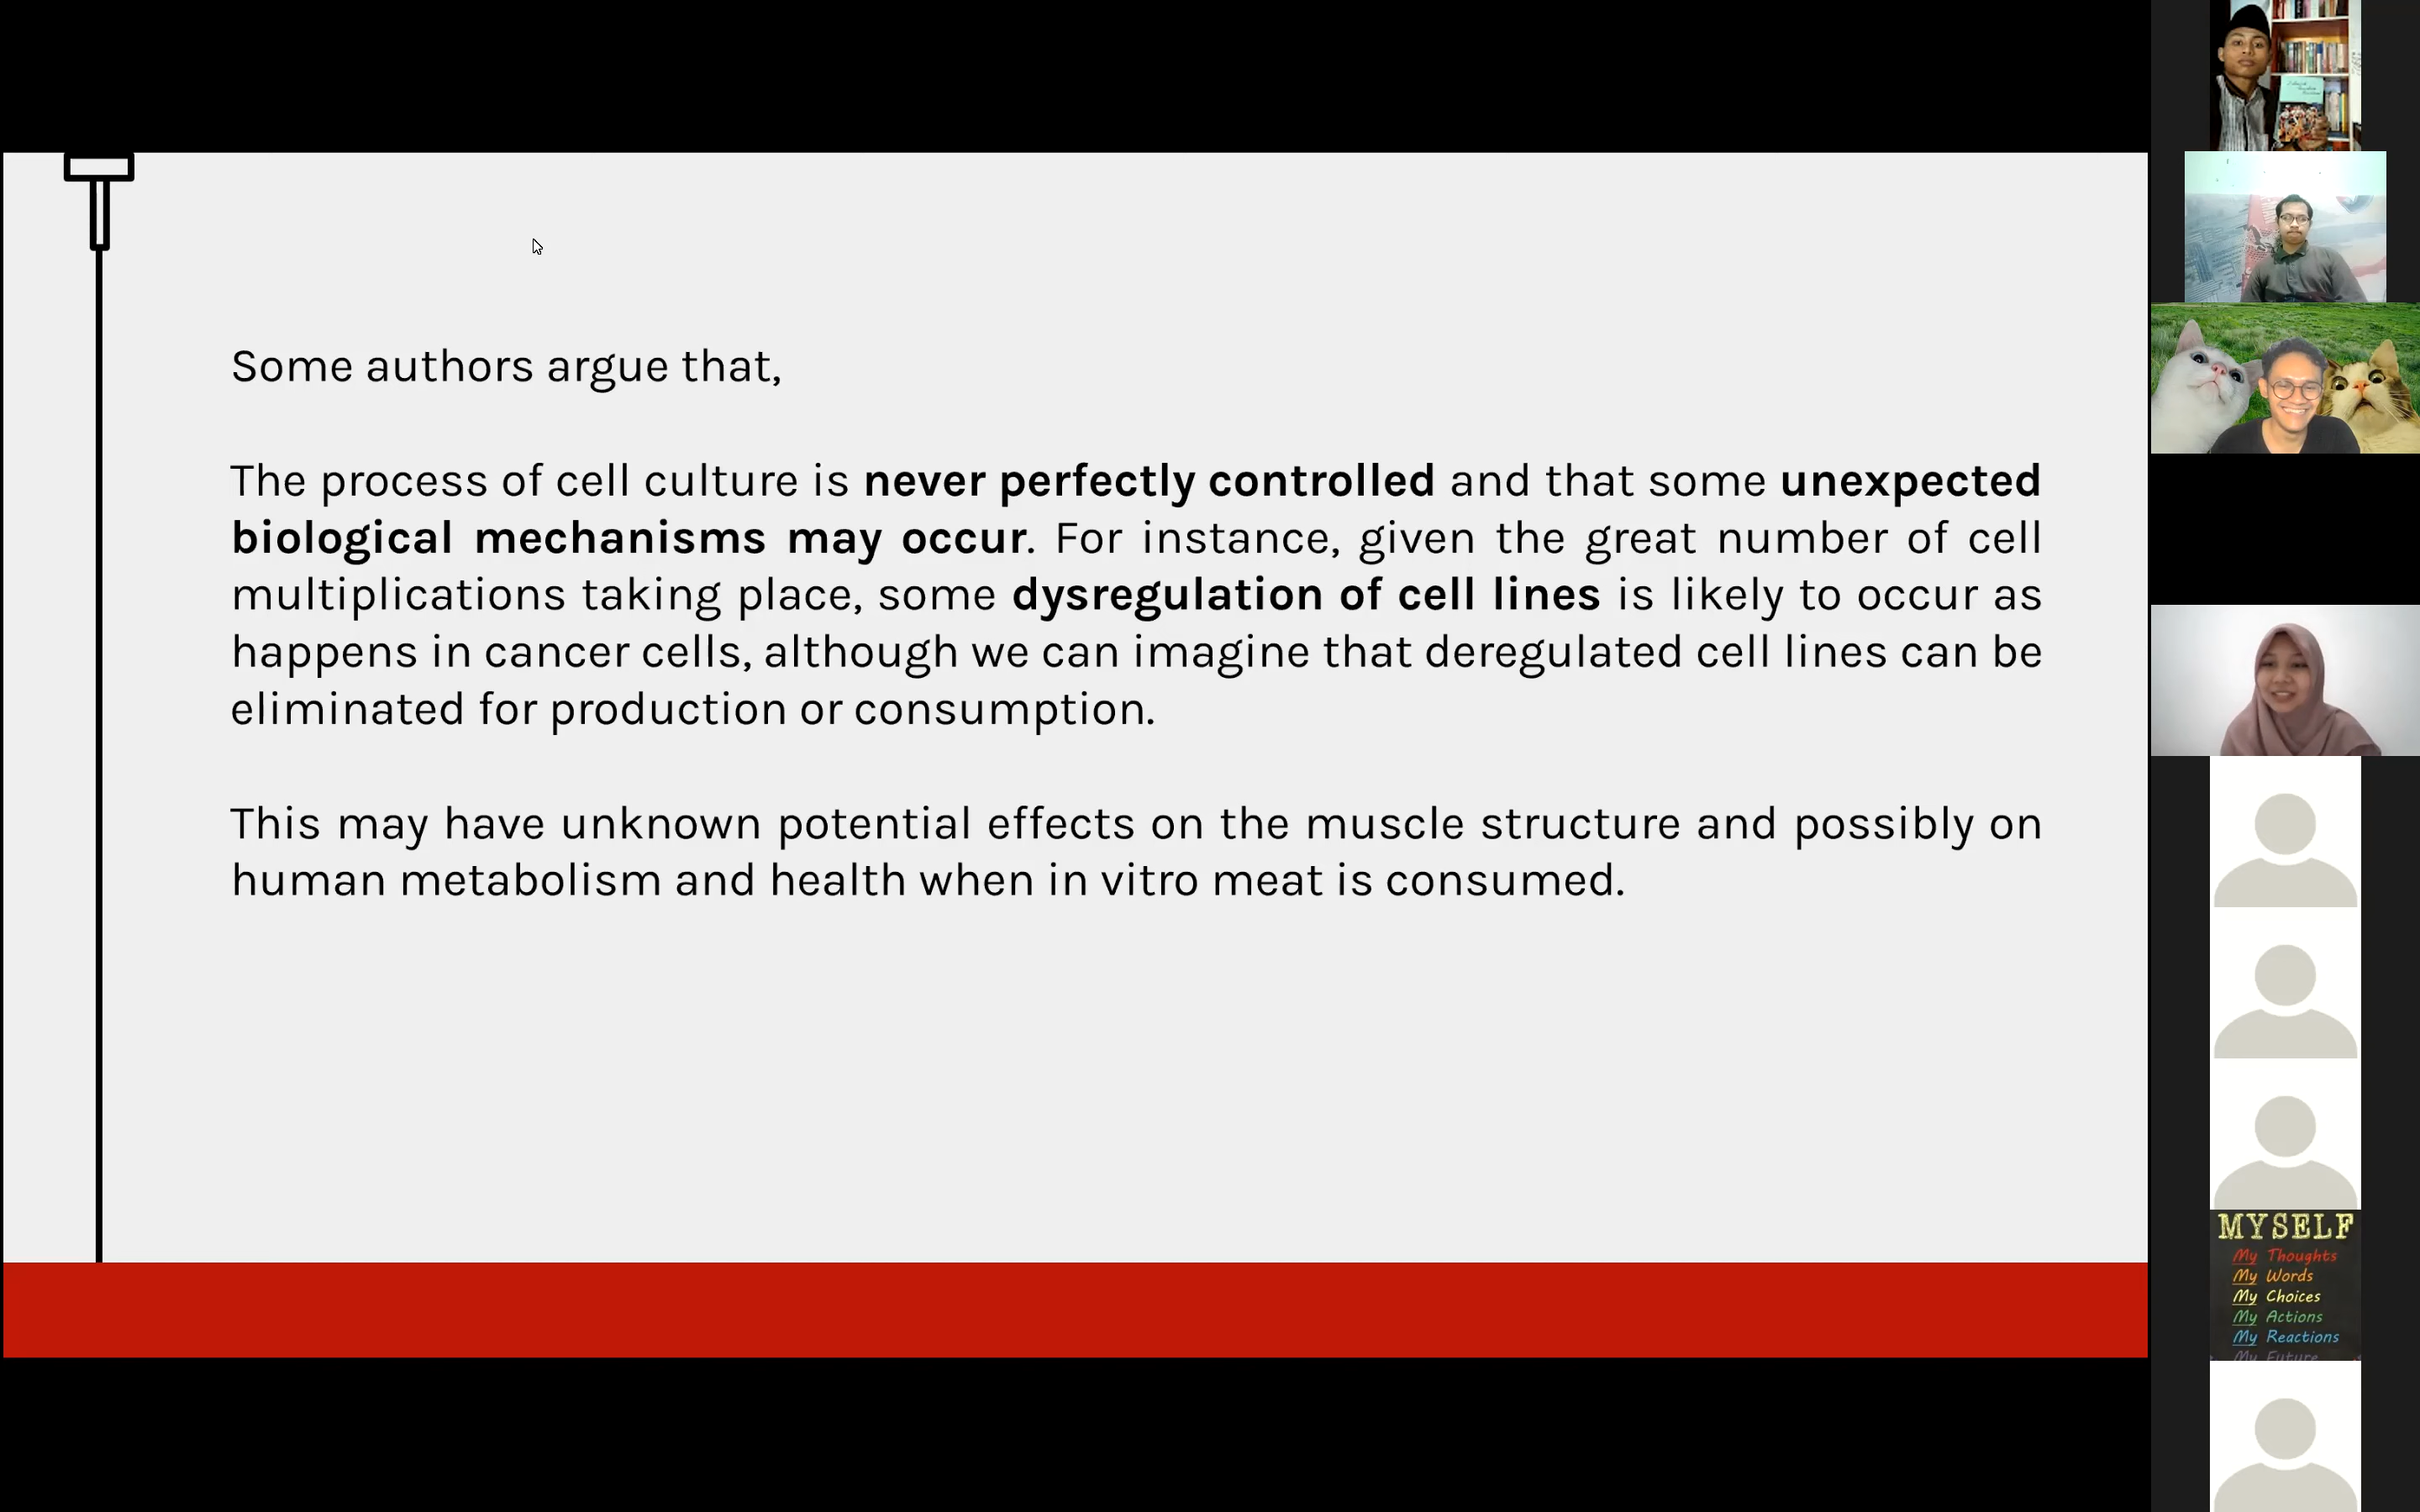 Some authors argue that,
The process of cell culture is never perfectly controlled and that some unexpected
biological mechanisms may occur. For instance, given the great number of cell
multiplications taking place, some dysregulation of cell lines is likely to occur as
happens in cancer cells, although we can imagine that deregulated cell lines can be
eliminated for production or consumption.
This may have unknown potential effects on the muscle structure and possibly on
human metabolism and health when in vitro meat is consumed.
MYSELF
My Thoughts
My Words
My Choices
My Actions
My Reactions
My Future